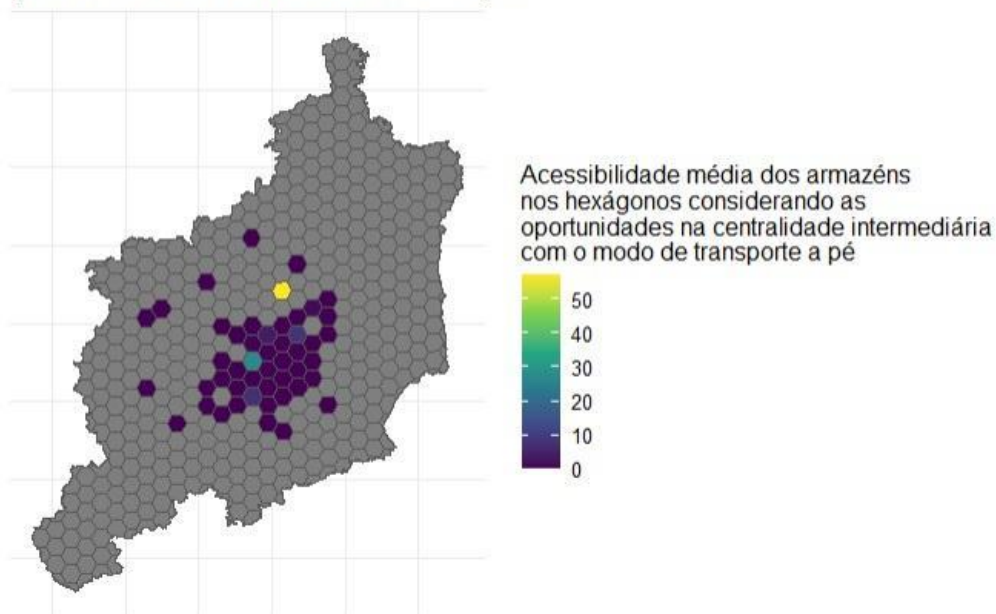 Acessibilidade média dos armazéns
nos hexágonos considerando as
oportunidades na centralidade intermediária
com o modo de transporte a pé
50
40
30
20
10
0